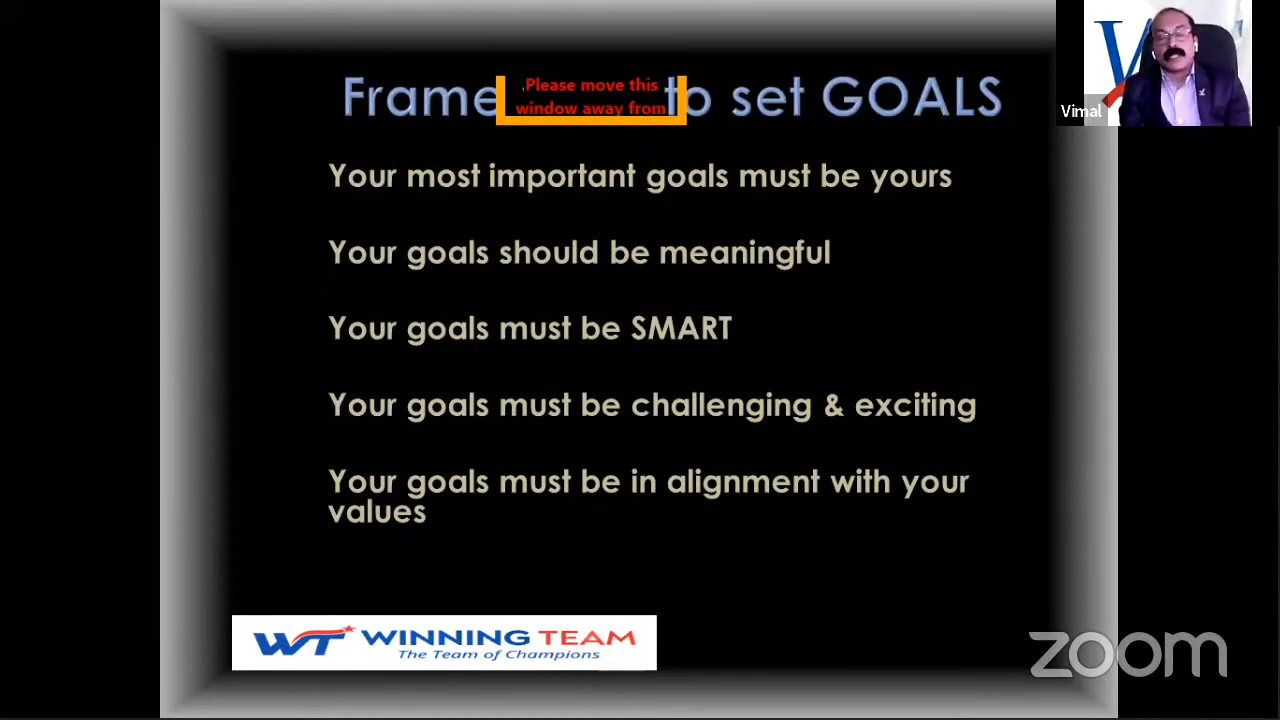 Frame to set GOALS
.Please move this
window away from
Vimal
Your most important goals must be yours
Your goals should be meaningful
Your goals must be SMART
Your goals must be challenging & exciting
Your goals must be in alignment with your
values
WT WINNING TEAM
The Team of Champions
zoom